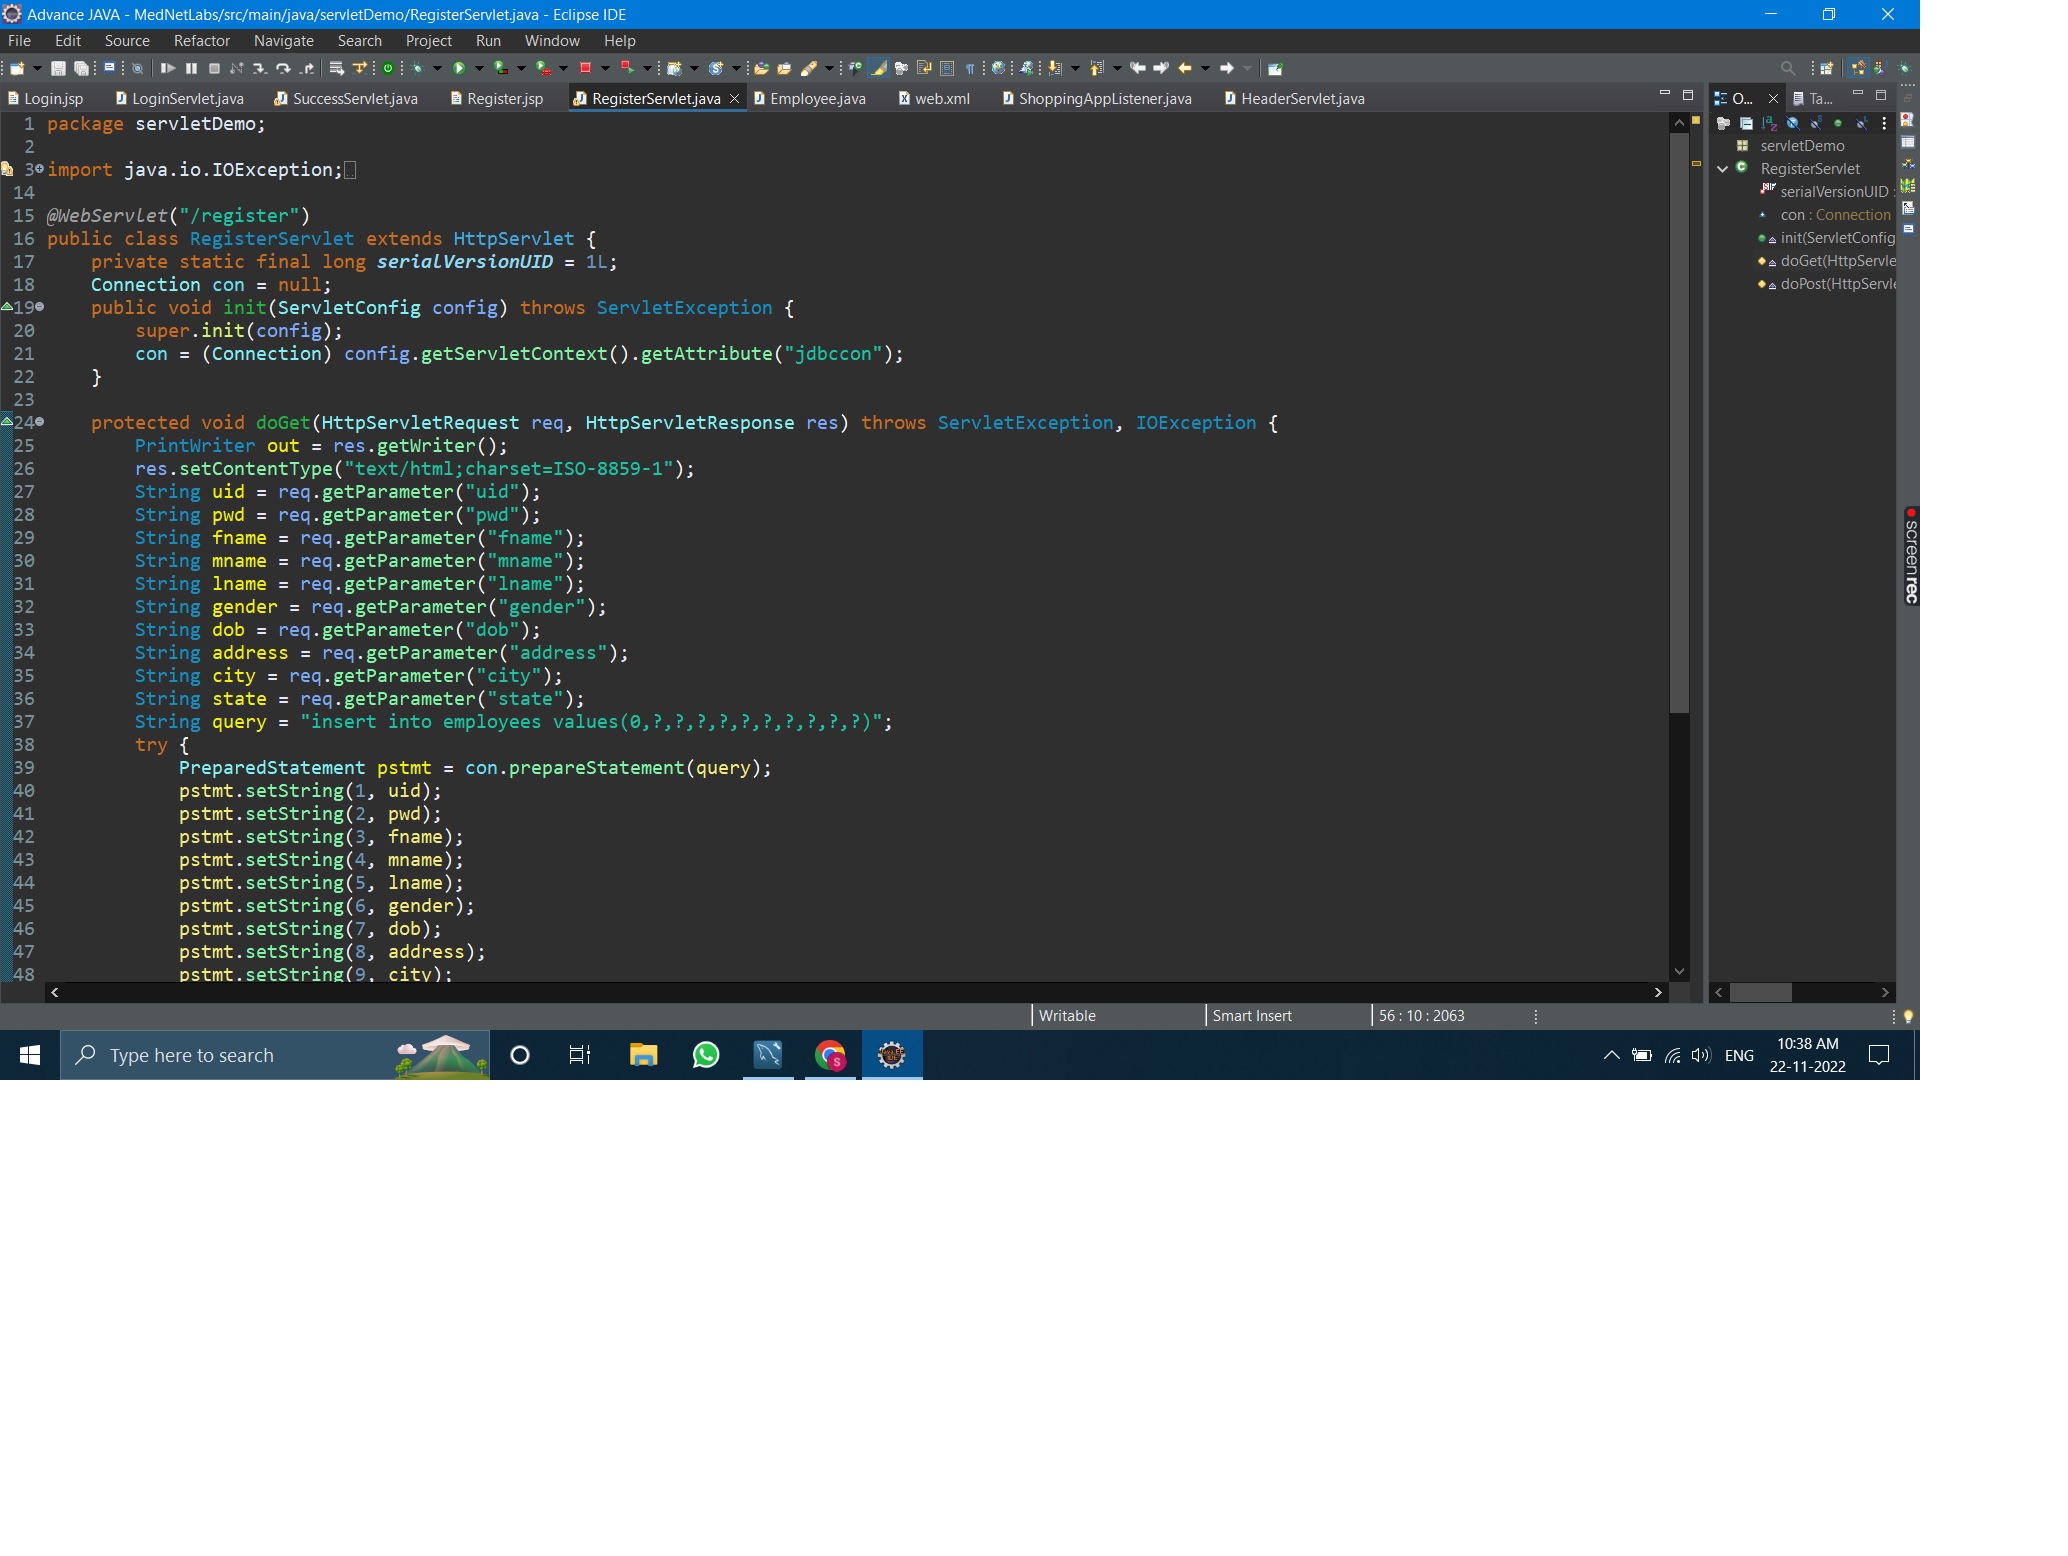 Advance JAVA - MedNetLabs/src/main/java/servletDemo/RegisterServlet.java - Eclipse IDE
File Edit Source Refactor Navigate Search Project Run Window Help
Login.jsp LoginServlet.java SuccessServlet.java Register.jsp RegisterServlet.java Employee.java web.xml ShoppingAppListener.java HeaderServlet.java O... Ta...
1 package servletDemo;
2
3 import java.io.IOException;
14
15 @WebServlet("/register")
16 public class RegisterServlet extends HttpServlet {
17 private static final long serialVersionUID = 1L;
18 Connection con = null;
19 public void init(ServletConfig config) throws ServletException {
20 super.init(config);
21 con = (Connection) config.getServletContext().getAttribute("jdbccon");
22 }
23
24 protected void doGet(HttpServletRequest req, HttpServletResponse res) throws ServletException, IOException {
25 PrintWriter out = res.getWriter();
26 res.setContentType("text/html;charset=ISO-8859-1");
27 String uid = req.getParameter("uid");
28 String pwd = req.getParameter("pwd");
29 String fname = req.getParameter("fname");
30 String mname = req.getParameter("mname");
31 String lname = req.getParameter("lname");
32 String gender = req.getParameter("gender");
33 String dob = req.getParameter("dob");
34 String address = req.getParameter("address");
35 String city = req.getParameter("city");
36 String state = req.getParameter("state");
37 String query = "insert into employees values(0,?,?,?,?,?,?,?,?,?,?)";
38 try {
39 PreparedStatement pstmt = con.prepareStatement(query);
40 pstmt.setString(1, uid);
41 pstmt.setString(2, pwd);
42 pstmt.setString(3, fname);
43 pstmt.setString(4, mname);
44 pstmt.setString(5, lname);
45 pstmt.setString(6, gender);
46 pstmt.setString(7, dob);
47 pstmt.setString(8, address);
48 pstmt.setString(9, city);
servletDemo
RegisterServlet
serialVersionUID :
con : Connection
init(ServletConfig
doGet(HttpServle
doPost(HttpServl
screenrec
Writable Smart Insert 56 : 10 : 2063
Type here to search
ENG
10:38 AM
22-11-2022